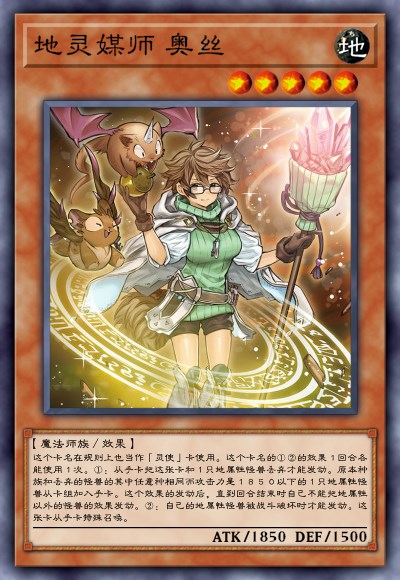 地灵媒师 奥丝
地
【魔法师族／效果】
这个卡名在规则上也当作「灵使」卡使用。这个卡名的①②的效果1回合各
能使用1次。①：从手卡把这张卡和1只地属性怪兽丢弃才能发动。原本种
族和丢弃的怪兽的其中任意种相同而攻击力是1850以下的1只地属性怪
兽从卡组加入手卡。这个效果的发动后，直到回合结束时自己不能把地属性
以外的怪兽的效果发动。②：自己的地属性怪兽被战斗破坏时才能发动。这
张卡从手卡特殊召唤。
ATK/1850 DEF/1500